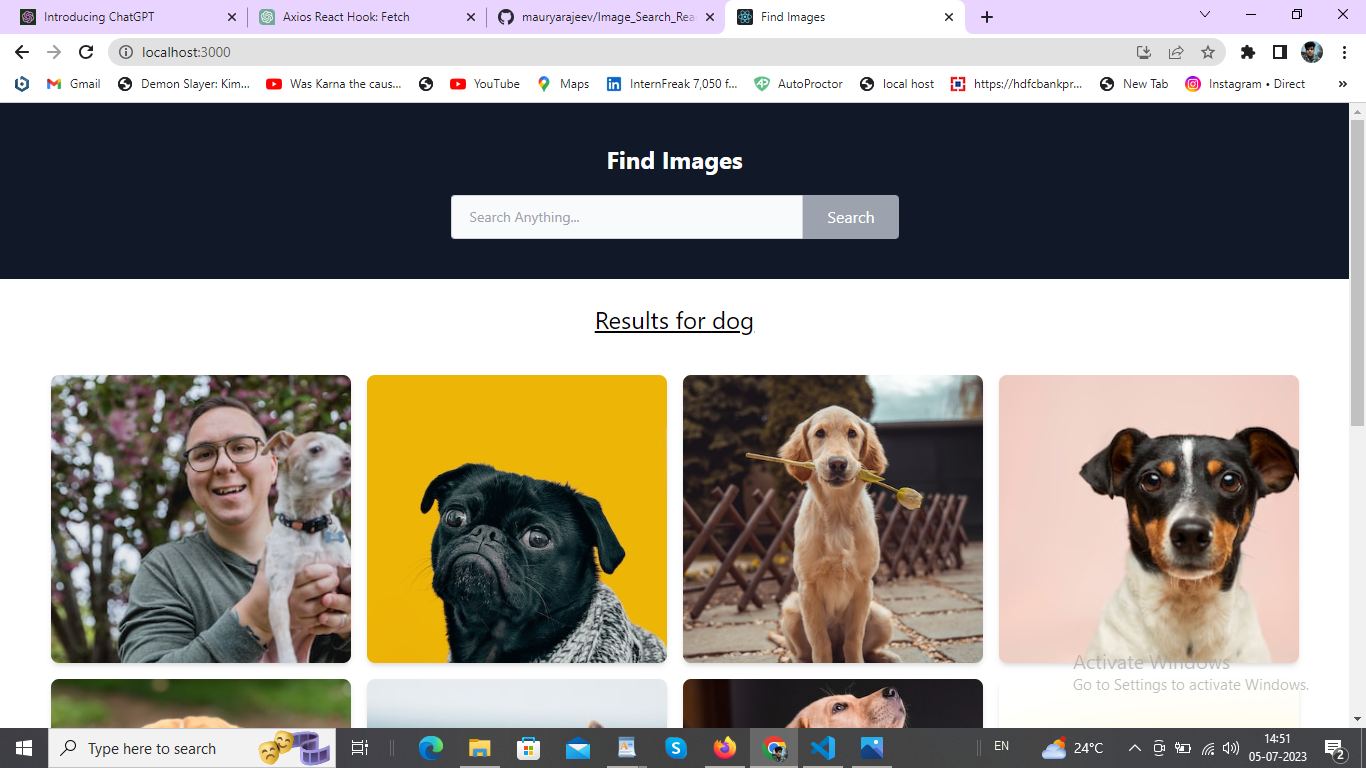 Introducing ChatGPT
Axios React Hook: Fetch
mauryarajeev/Image_Search_Rea
Find Images
localhost:3000
Gmail
Demon Slayer: Kim...
Was Karna the caus...
YouTube
Maps
InternFreak 7,050 f...
AutoProctor
local host
https://hdfcbankpr...
New Tab
Instagram • Direct
»
Find Images
Search Anything...
Search
Results for dog
Activate Windows
Go to Settings to activate Windows.
Type here to search
EN
24°C
14:51
05-07-2023
2